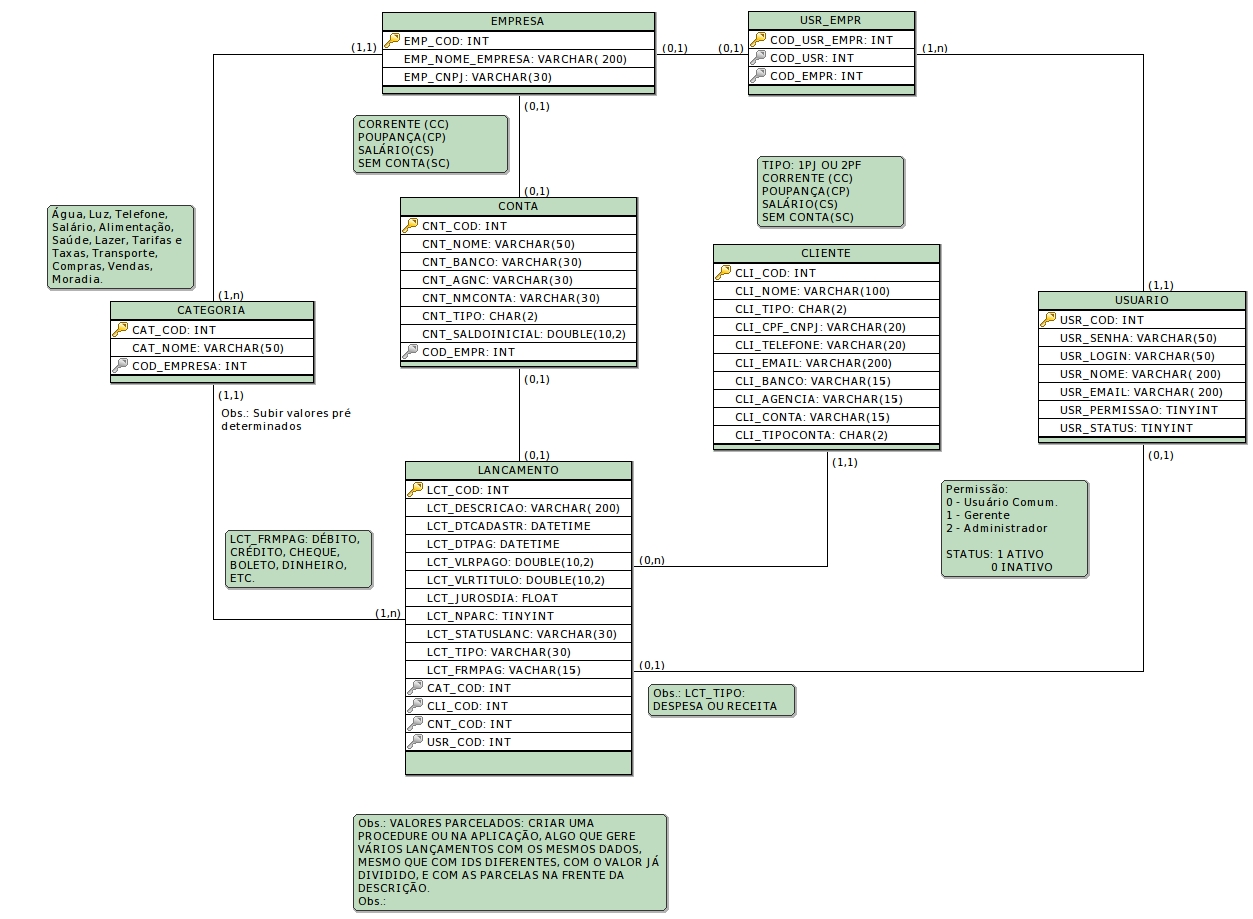 EMPRESA
EMP_COD: INT
EMP_NOME_EMPRESA: VARCHAR( 200)
EMP_CNPJ: VARCHAR(30)
(1,1)
(0,1)
(0,1)
(0,1)
USR_EMPR
COD_USR_EMPR: INT
COD_USR: INT
COD_EMPR: INT
(1,n)
CORRENTE (CC)
POUPANÇA(CP)
SALÁRIO(CS)
SEM CONTA(SC)
TIPO: 1PJ OU 2PF
CORRENTE (CC)
POUPANÇA(CP)
SALÁRIO(CS)
SEM CONTA(SC)
Água, Luz, Telefone,
Salário, Alimentação,
Saúde, Lazer, Tarifas e
Taxas, Transporte,
Compras, Vendas,
Moradia.
(0,1)
CONTA
CNT_COD: INT
CNT_NOME: VARCHAR(50)
CNT_BANCO: VARCHAR(30)
CNT_AGNC: VARCHAR(30)
CNT_NMCONTA: VARCHAR(30)
CNT_TIPO: CHAR(2)
CNT_SALDOINICIAL: DOUBLE(10,2)
COD_EMPR: INT
(0,1)
CLIENTE
CLI_COD: INT
CLI_NOME: VARCHAR(100)
CLI_TIPO: CHAR(2)
CLI_CPF_CNPJ: VARCHAR(20)
CLI_TELEFONE: VARCHAR(20)
CLI_EMAIL: VARCHAR(200)
CLI_BANCO: VARCHAR(15)
CLI_AGENCIA: VARCHAR(15)
CLI_CONTA: VARCHAR(15)
CLI_TIPOCONTA: CHAR(2)
(1,1)
(1,1)
USUARIO
USR_COD: INT
USR_SENHA: VARCHAR(50)
USR_LOGIN: VARCHAR(50)
USR_NOME: VARCHAR( 200)
USR_EMAIL: VARCHAR( 200)
USR_PERMISSAO: TINYINT
USR_STATUS: TINYINT
(0,1)
(1,n)
CATEGORIA
CAT_COD: INT
CAT_NOME: VARCHAR(50)
COD_EMPRESA: INT
(1,1)
Obs.: Subir valores pré
determinados
(0,1)
LANCAMENTO
LCT_COD: INT
LCT_DESCRICAO: VARCHAR( 200)
LCT_DTCADASTR: DATETIME
LCT_DTPAG: DATETIME
LCT_VLRPAGO: DOUBLE(10,2)
LCT_VLRTITULO: DOUBLE(10,2)
LCT_JUROSDIA: FLOAT
LCT_NPARC: TINYINT
LCT_STATUSLANC: VARCHAR(30)
LCT_TIPO: VARCHAR(30)
LCT_FRMPAG: VACHAR(15)
CAT_COD: INT
CLI_COD: INT
CNT_COD: INT
USR_COD: INT
Permissão:
0 - Usuário Comum.
1 - Gerente
2 - Administrador
STATUS: 1 ATIVO
0 INATIVO
LCT_FRMPAG: DÉBITO,
CRÉDITO, CHEQUE,
BOLETO, DINHEIRO,
ETC.
(0,n)
(1,n)
(0,1)
Obs.: LCT_TIPO:
DESPESA OU RECEITA
Obs.: VALORES PARCELADOS: CRIAR UMA
PROCEDURE OU NA APLICAÇÃO, ALGO QUE GERE
VÁRIOS LANÇAMENTOS COM OS MESMOS DADOS,
MESMO QUE COM IDS DIFERENTES, COM O VALOR JÁ
DIVIDIDO, E COM AS PARCELAS NA FRENTE DA
DESCRIÇÃO.
Obs.: